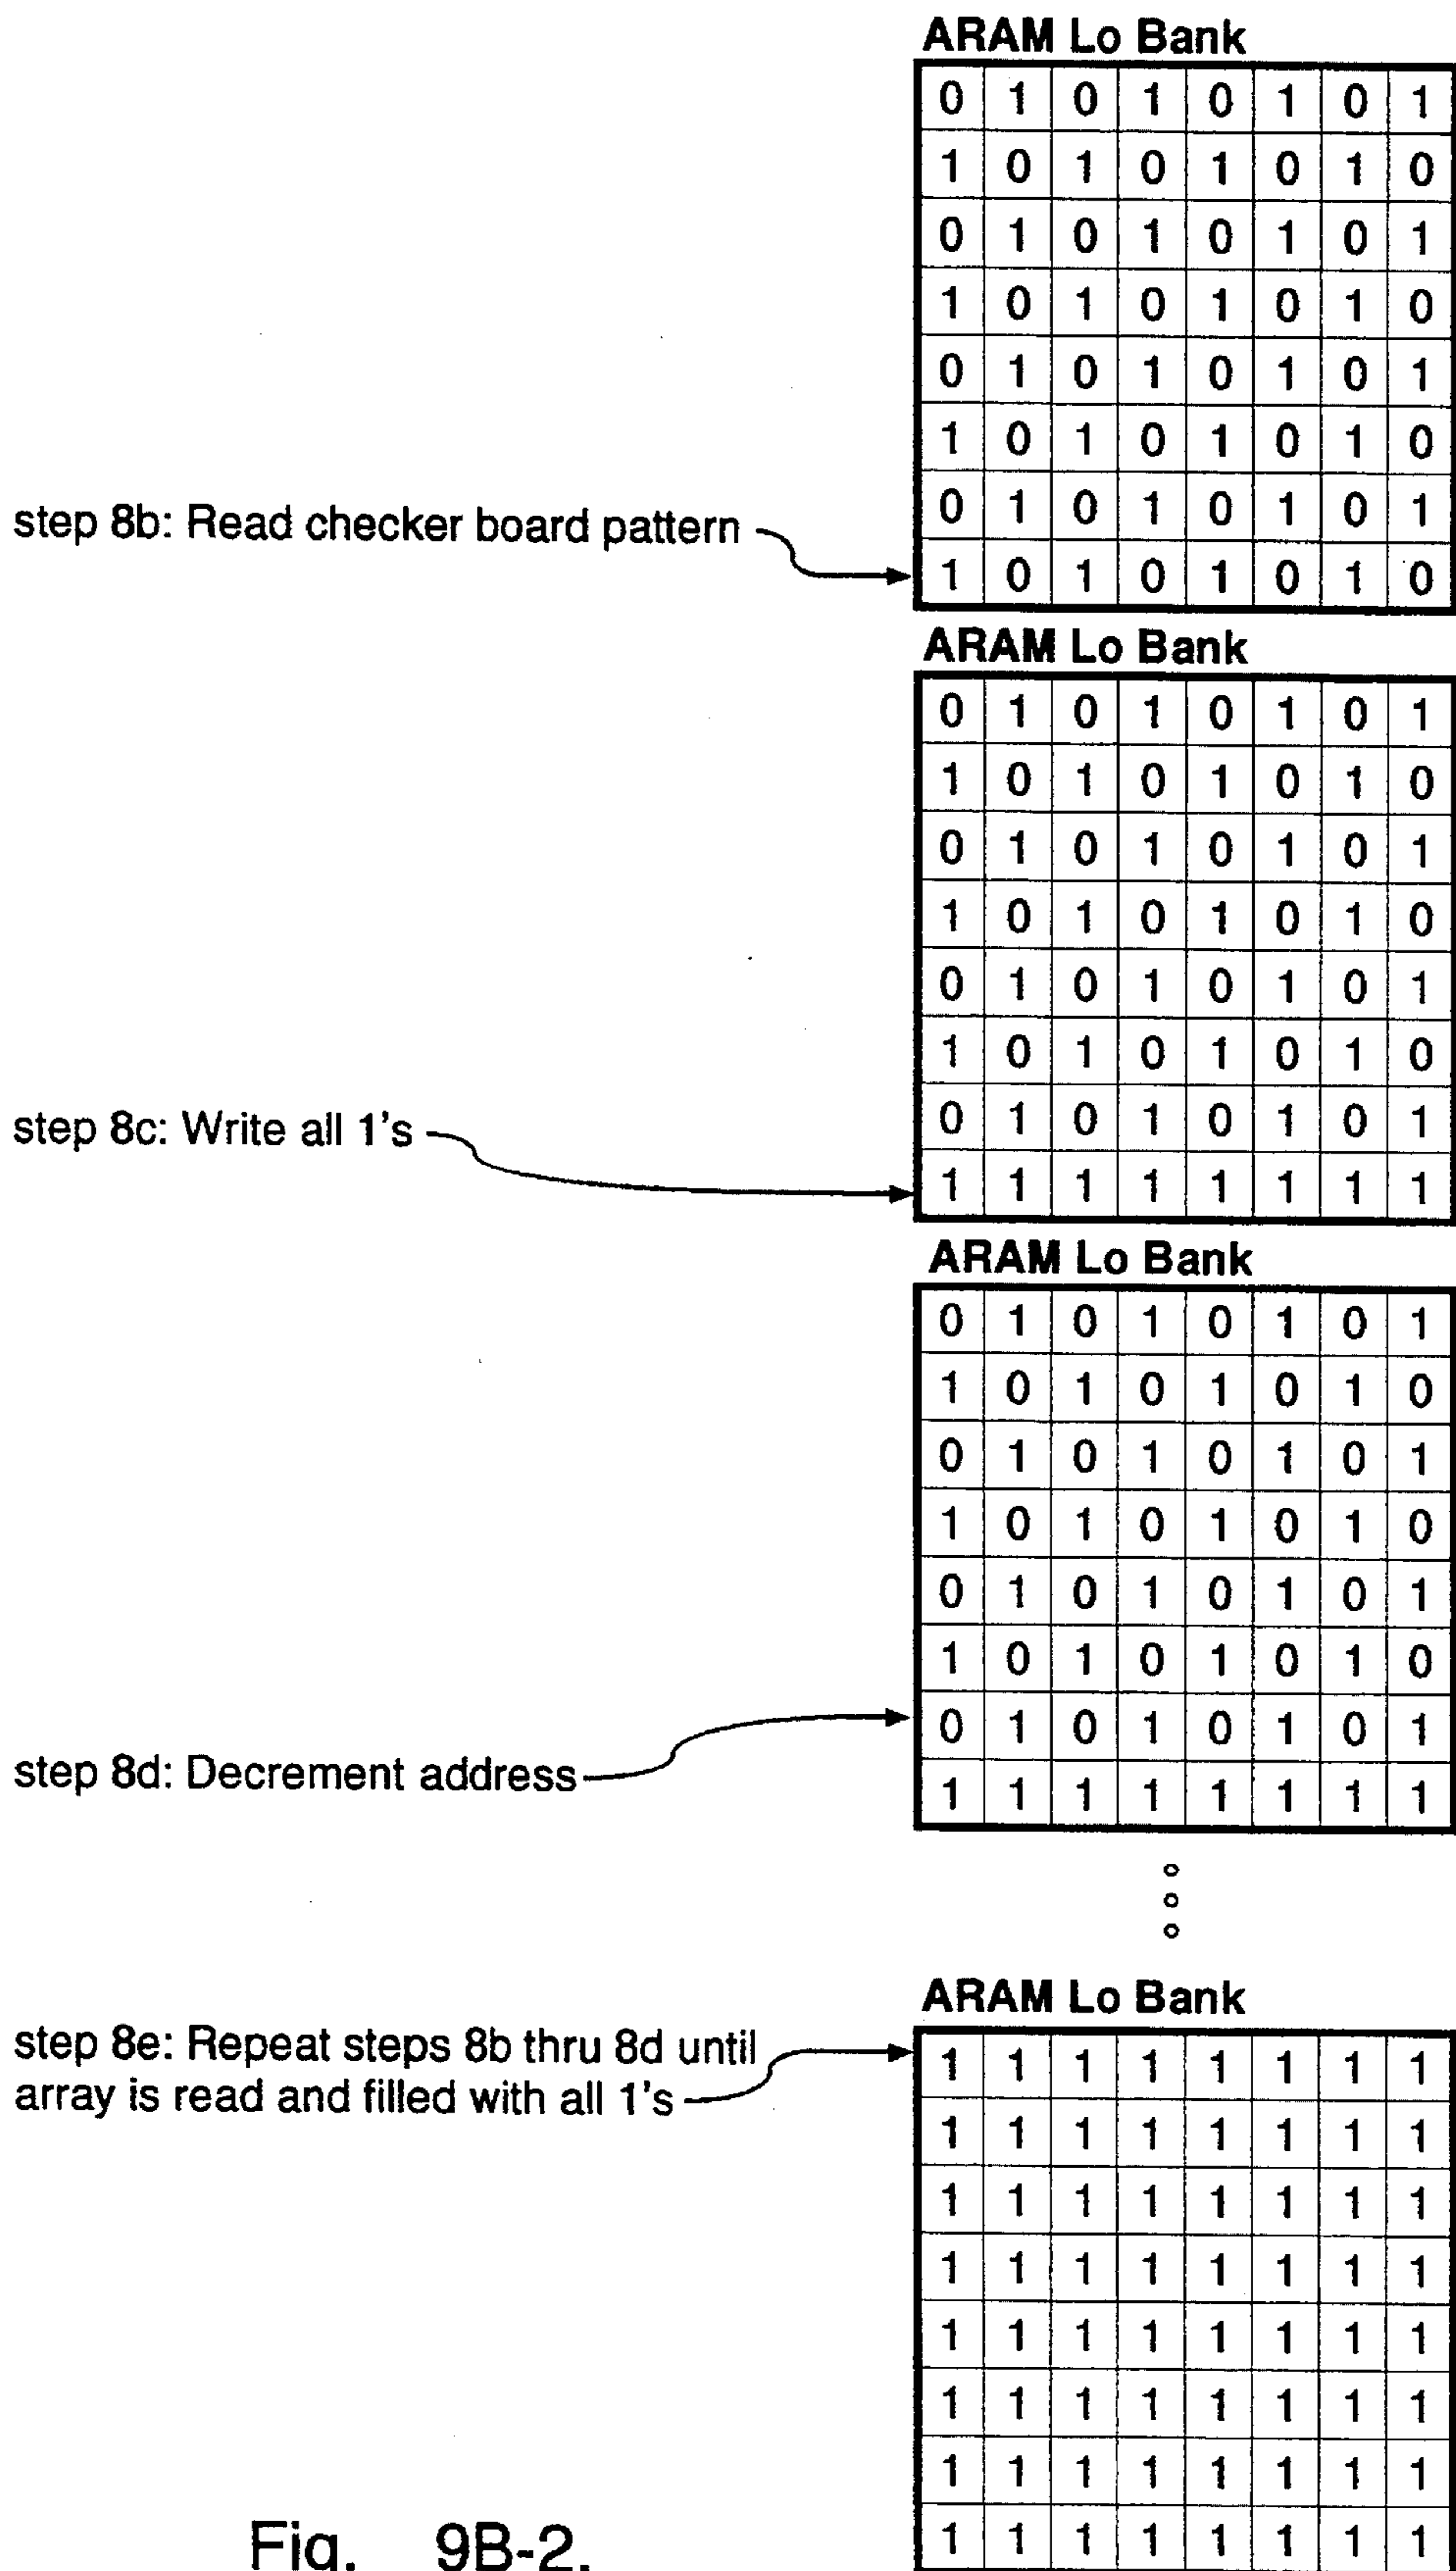 ARAM Lo Bank
0 1 0 1 0 1 0 1
1 0 1 0 1 0 1 0
0 1 0 1 0 1 0 1
1 0 1 0 1 0 1 0
0 1 0 1 0 1 0 1
1 0 1 0 1 0 1 0
0 1 0 1 0 1 0 1
step 8b: Read checker board pattern
1 0 1 0 1 0 1 0
ARAM Lo Bank
0 1 0 1 0 1 0 1
1 0 1 0 1 0 1 0
0 1 0 1 0 1 0 1
1 0 1 0 1 0 1 0
0 1 0 1 0 1 0 1
1 0 1 0 1 0 1 0
0 1 0 1 0 1 0 1
step 8c: Write all 1's
1 1 1 1 1 1 1 1
ARAM Lo Bank
0 1 0 1 0 1 0 1
1 0 1 0 1 0 1 0
0 1 0 1 0 1 0 1
1 0 1 0 1 0 1 0
0 1 0 1 0 1 0 1
1 0 1 0 1 0 1 0
0 1 0 1 0 1 0 1
step 8d: Decrement address
1 1 1 1 1 1 1 1
ARAM Lo Bank
step 8e: Repeat steps 8b thru 8d until
array is read and filled with all 1's
1 1 1 1 1 1 1 1
1 1 1 1 1 1 1 1
1 1 1 1 1 1 1 1
1 1 1 1 1 1 1 1
1 1 1 1 1 1 1 1
1 1 1 1 1 1 1 1
1 1 1 1 1 1 1 1
1 1 1 1 1 1 1 1
Fig. 9B-2.